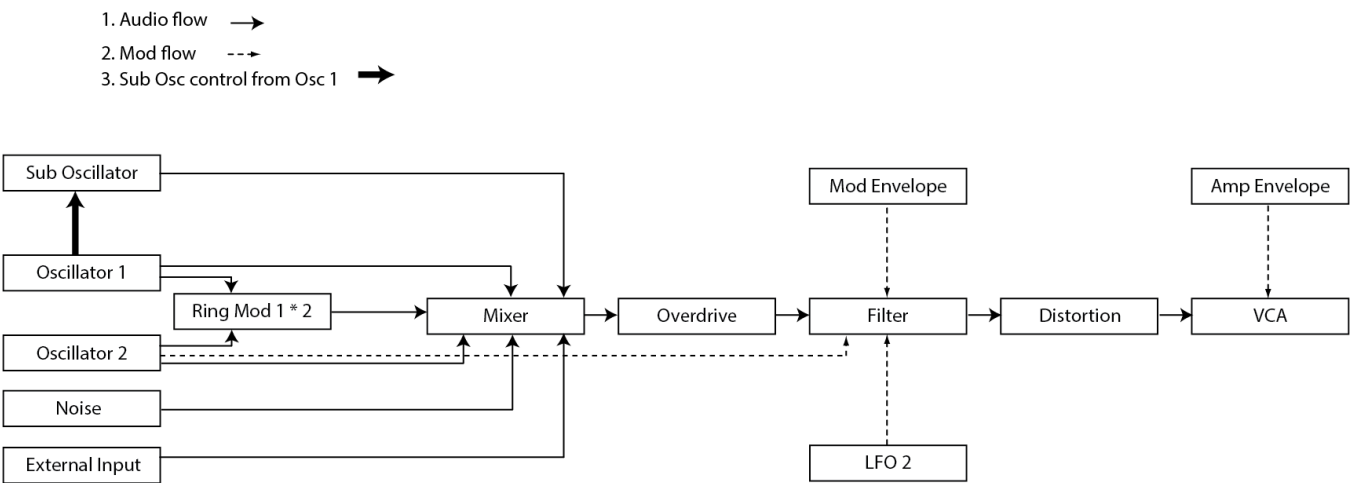 1. Audio flow
2. Mod flow
3. Sub Osc control from Osc 1
Sub Oscillator
Mod Envelope
Amp Envelope
Oscillator 1
Ring Mod 1 * 2
Mixer
Overdrive
Filter
Distortion
VCA
Oscillator 2
Noise
External Input
LFO 2